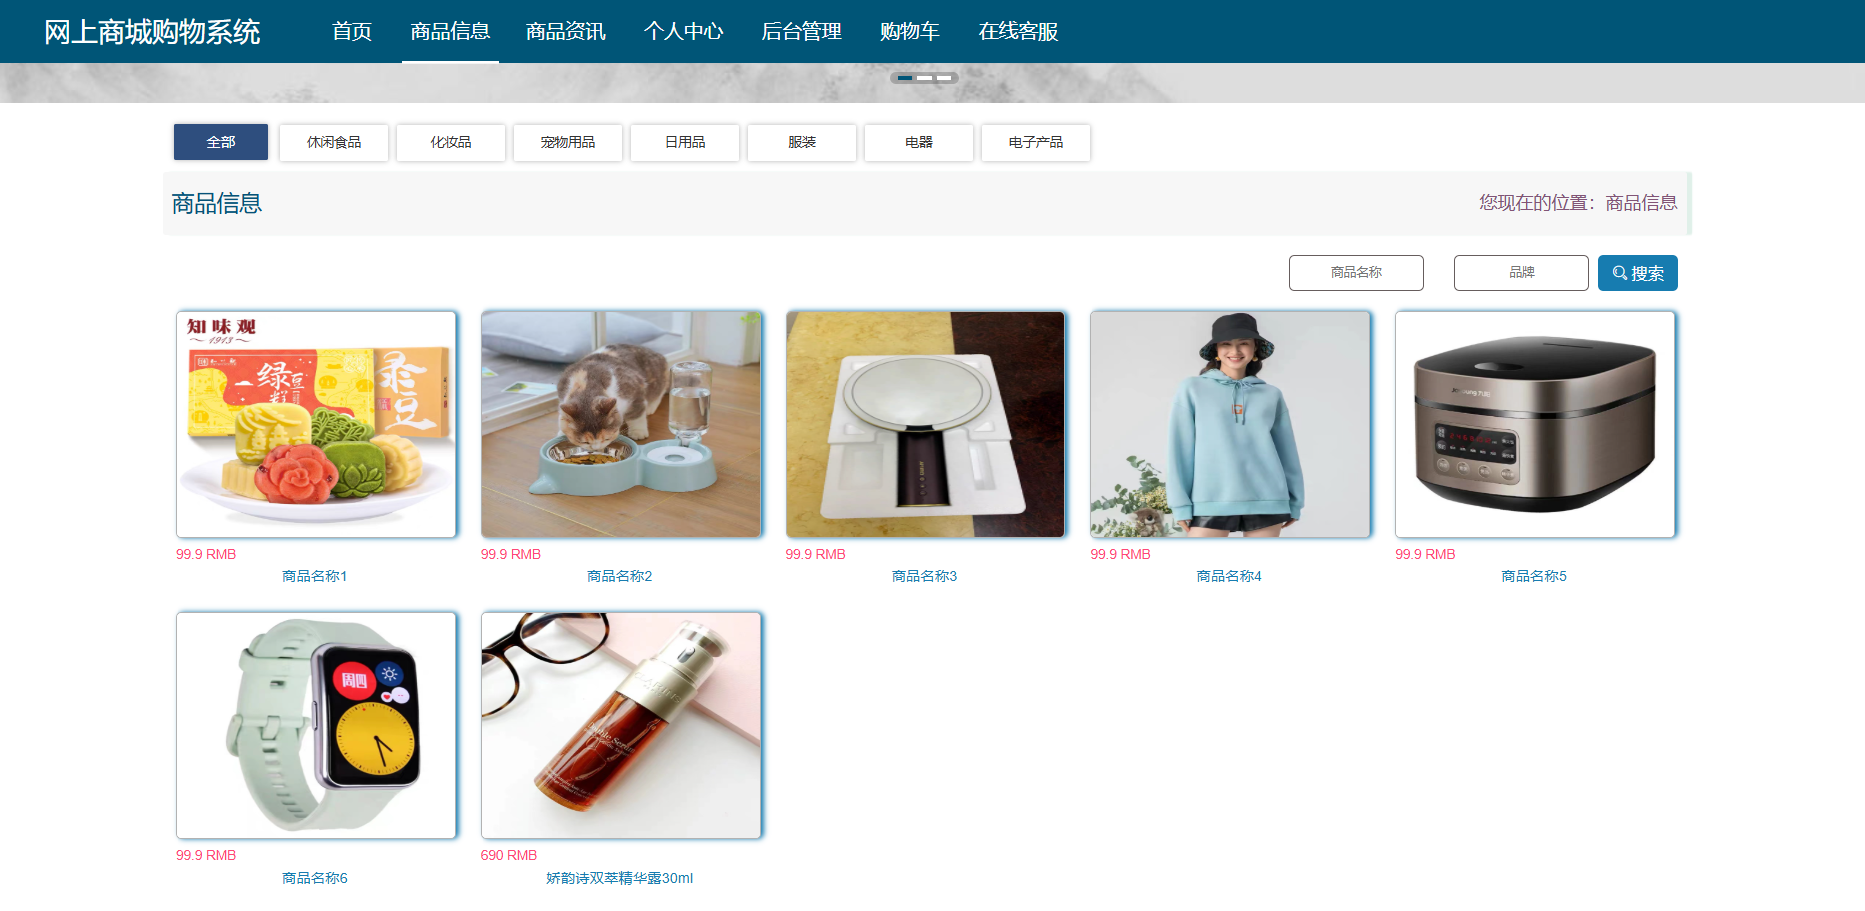 网上商城购物系统 首页 商品信息 商品资讯 个人中心 后台管理 购物车 在线客服
全部 休闲食品 化妆品 宠物用品 日用品 服装 电器 电子产品
商品信息 您现在的位置：商品信息
商品名称 品牌 搜索
知味观
1913
绿豆糕
99.9 RMB 99.9 RMB 99.9 RMB 99.9 RMB 99.9 RMB
商品名称1 商品名称2 商品名称3 商品名称4 商品名称5
周四
Double Serum
99.9 RMB 690 RMB
商品名称6 娇韵诗双萃精华露30ml